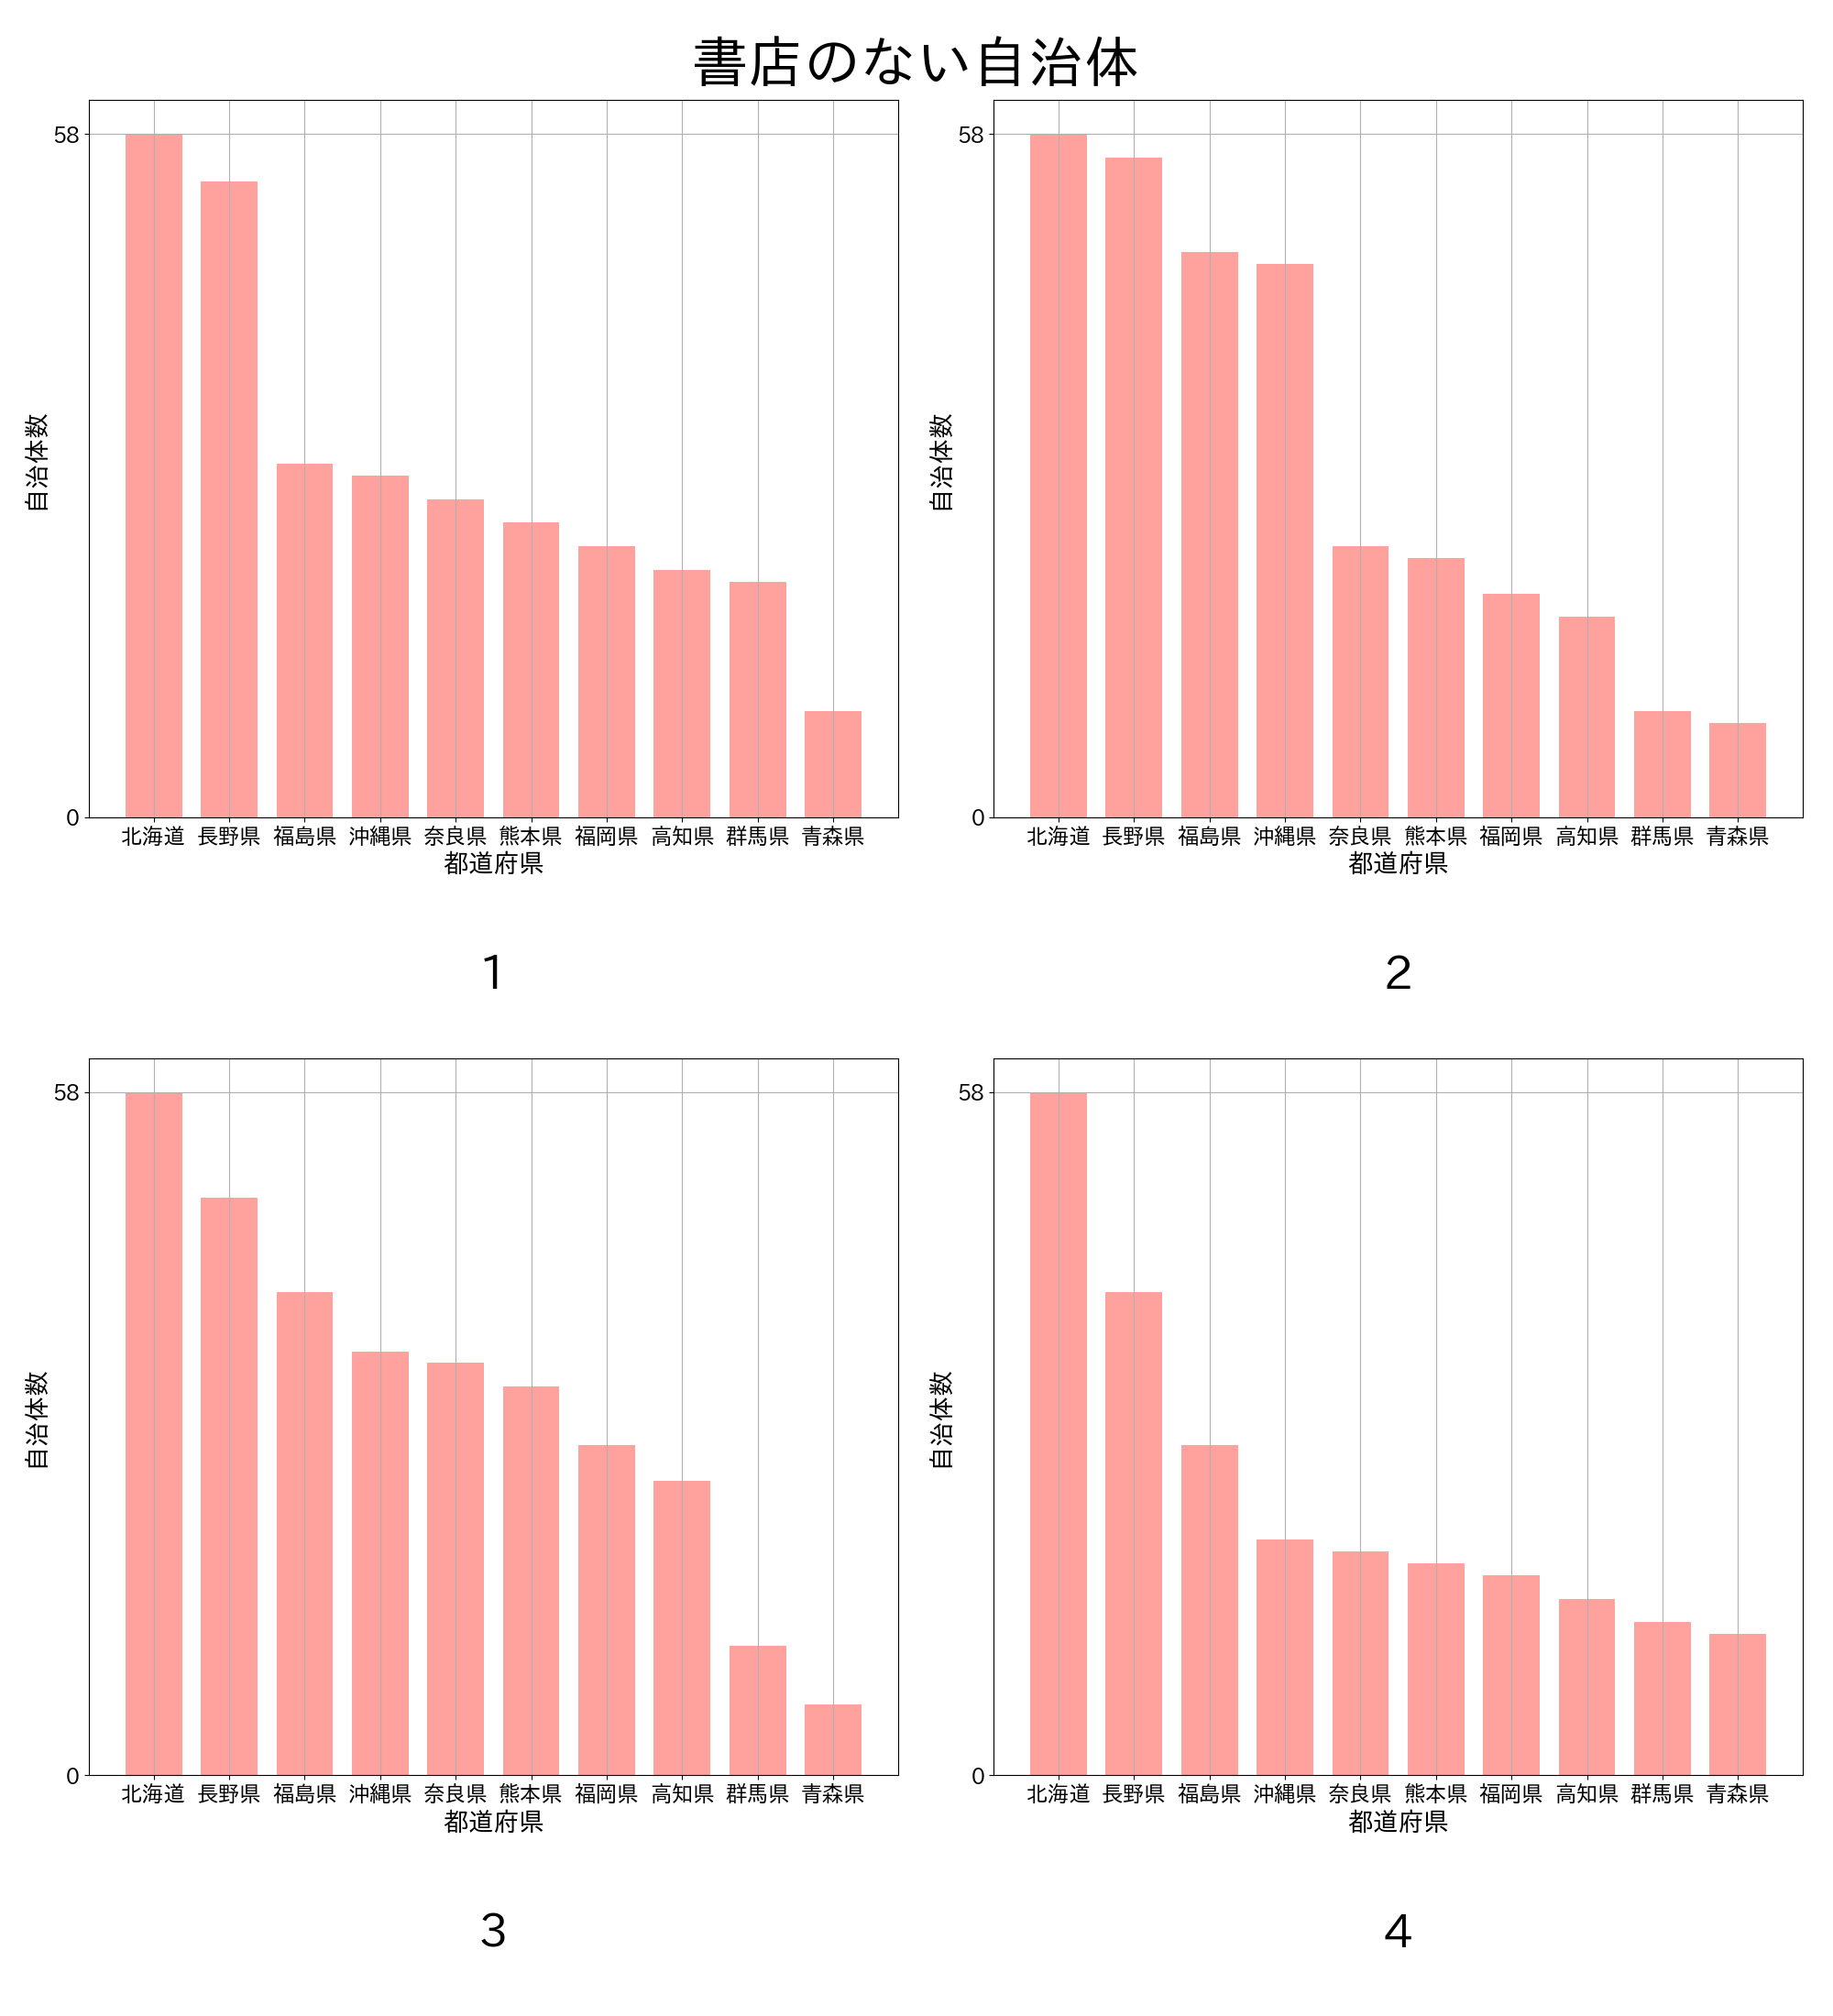 書店のない自治体
58
0
自治体数
北海道 長野県 福島県 沖縄県 奈良県 熊本県 福岡県 高知県 群馬県 青森県
都道府県
1
58
0
自治体数
北海道 長野県 福島県 沖縄県 奈良県 熊本県 福岡県 高知県 群馬県 青森県
都道府県
2
58
0
自治体数
北海道 長野県 福島県 沖縄県 奈良県 熊本県 福岡県 高知県 群馬県 青森県
都道府県
3
58
0
自治体数
北海道 長野県 福島県 沖縄県 奈良県 熊本県 福岡県 高知県 群馬県 青森県
都道府県
4